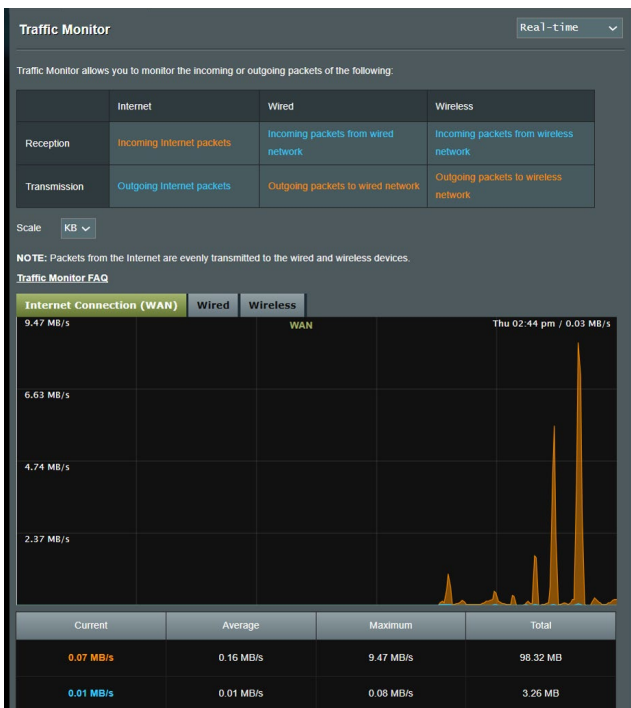 Traffic Monitor
Real-time
Traffic Monitor allows you to monitor the incoming or outgoing packets of the following:
Internet Wired Wireless
Reception
Incoming Internet packets
Incoming packets from wired
network
Incoming packets from wireless
network
Transmission
Outgoing Internet packets
Outgoing packets to wired network
Outgoing packets to wireless
network
Scale KB
NOTE: Packets from the Internet are evenly transmitted to the wired and wireless devices.
Traffic Monitor FAQ
Internet Connection (WAN) Wired Wireless
9.47 MB/s WAN Thu 02:44 pm / 0.03 MB/s
6.63 MB/s
4.74 MB/s
2.37 MB/s
Current Average Maximum Total
0.07 MB/s 0.16 MB/s 9.47 MB/s 98.32 MB
0.01 MB/s 0.01 MB/s 0.08 MB/s 3.26 MB